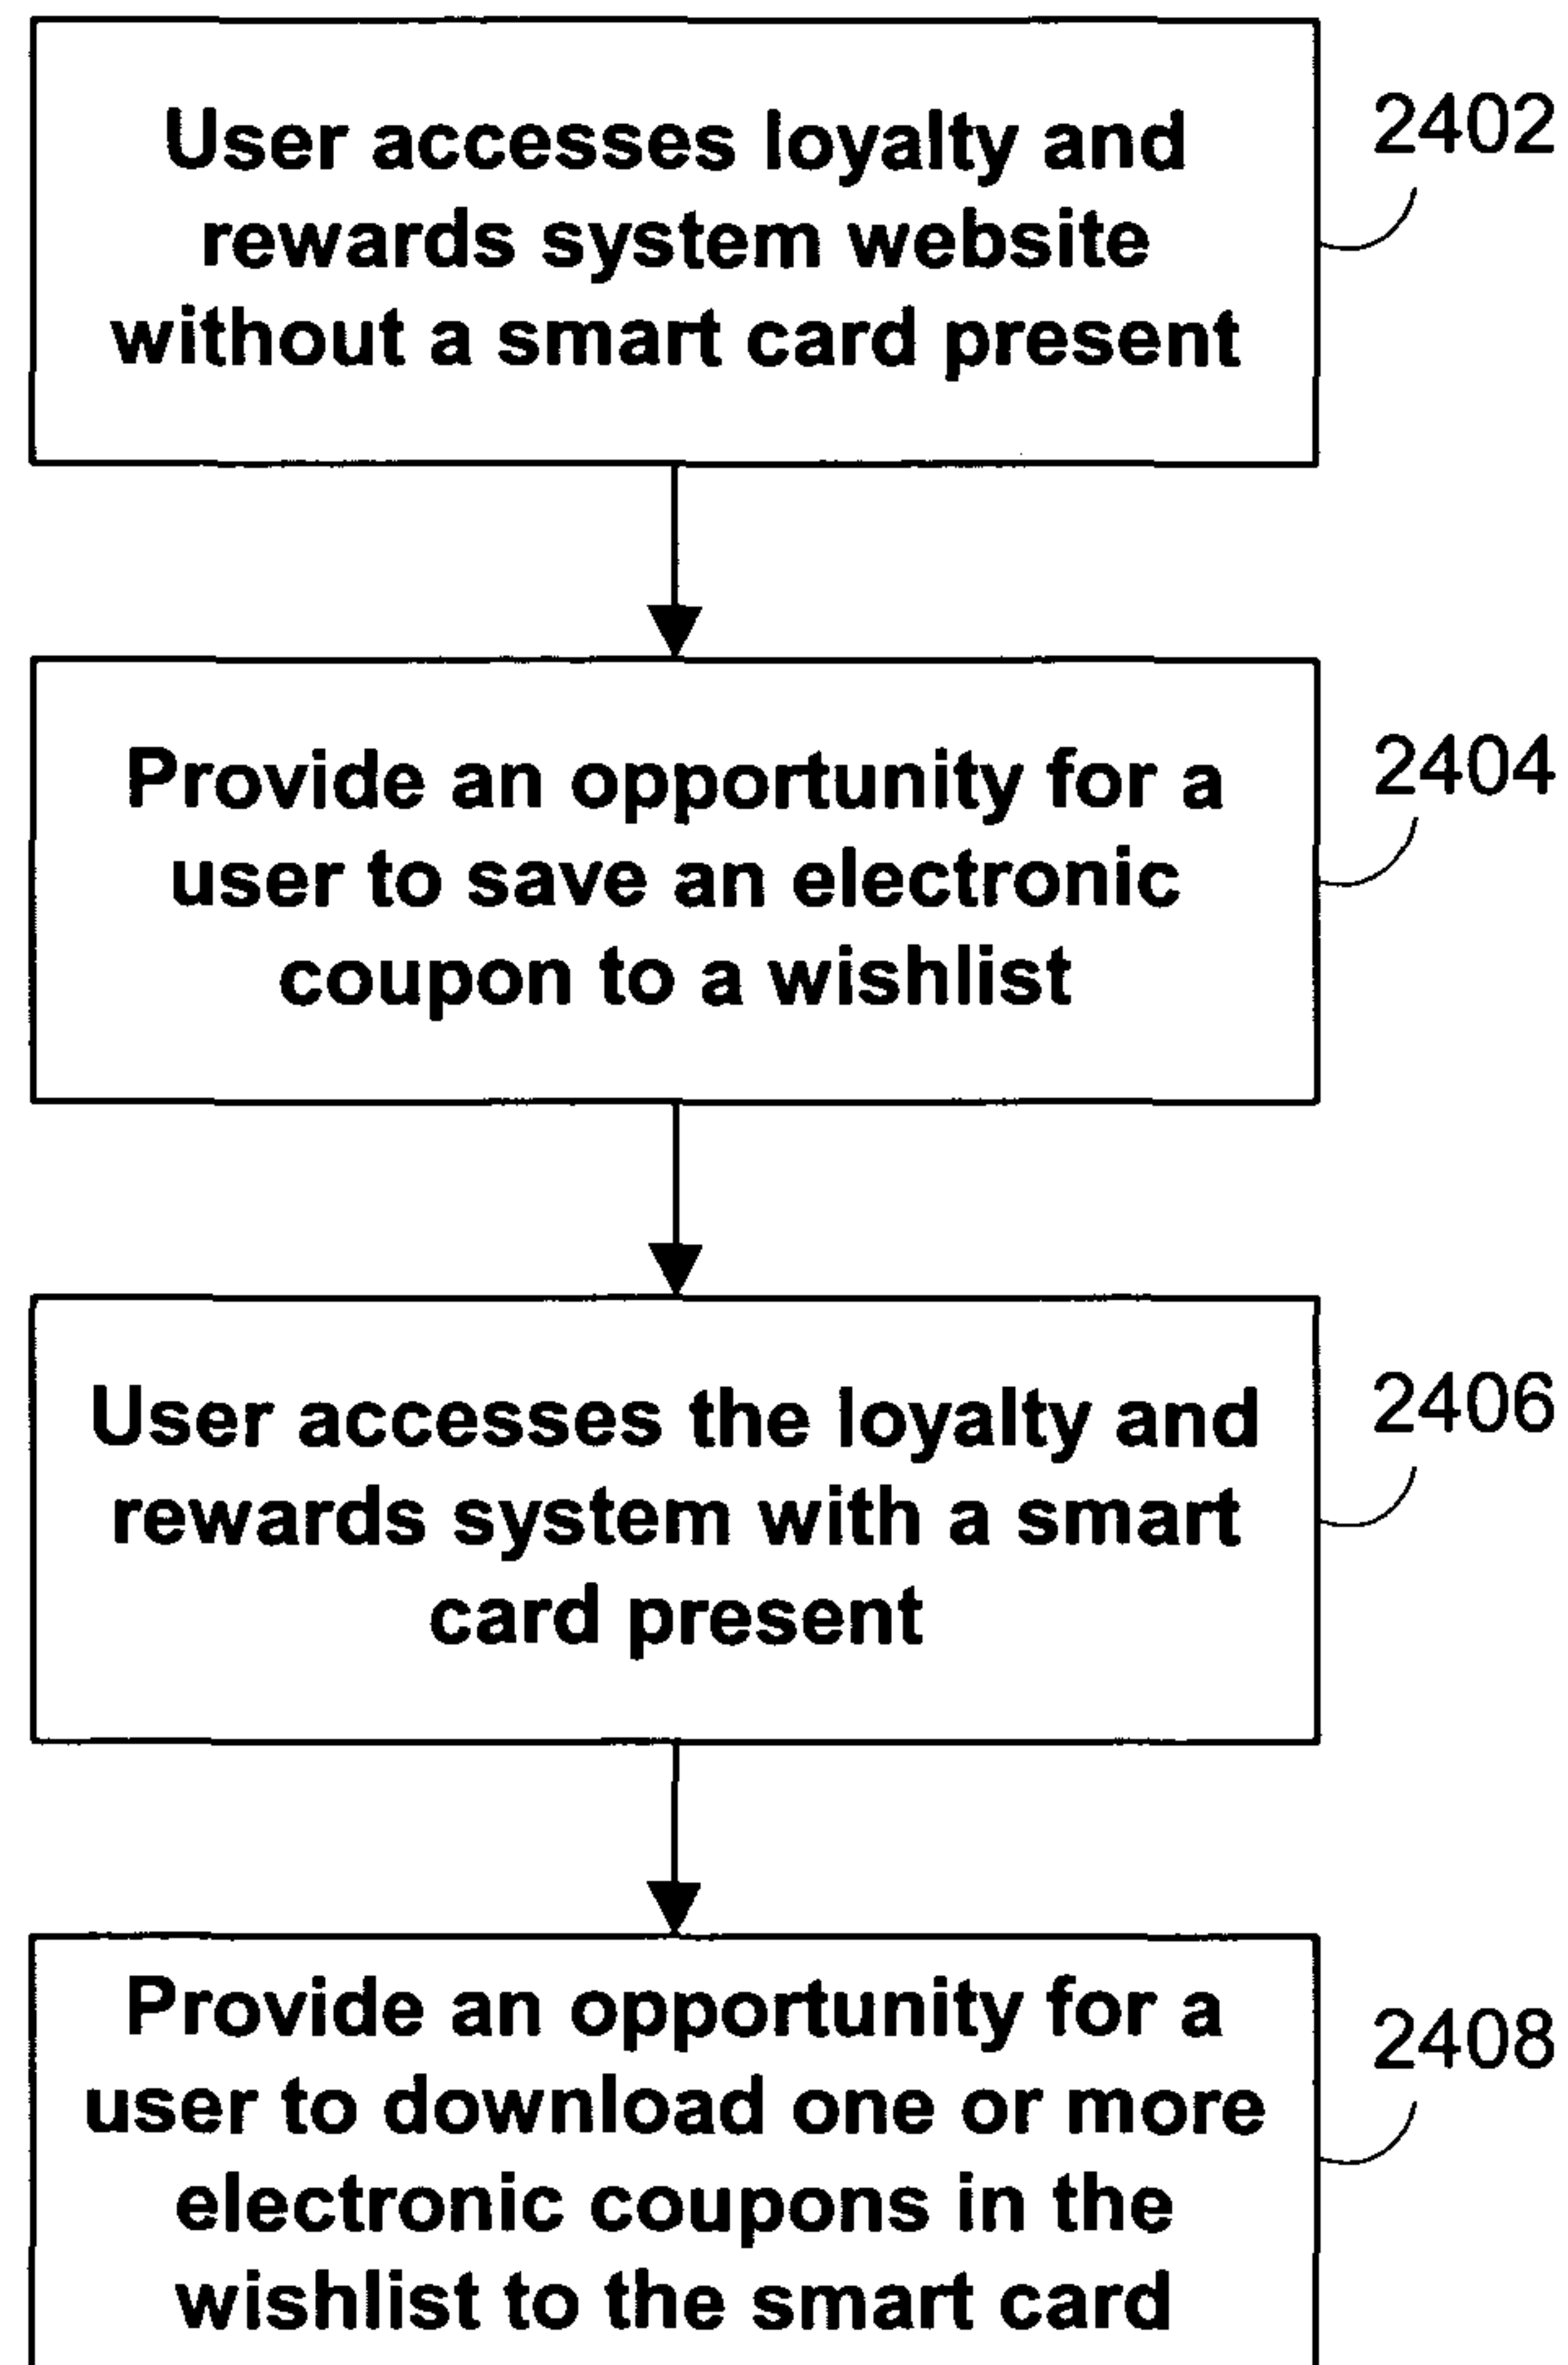 User accesses loyalty and
rewards system website
without a smart card present
2402
Provide an opportunity for a
user to save an electronic
coupon to a wishlist
2404
User accesses the loyalty and
rewards system with a smart
card present
2406
Provide an opportunity for a
user to download one or more
electronic coupons in the
wishlist to the smart card
2408